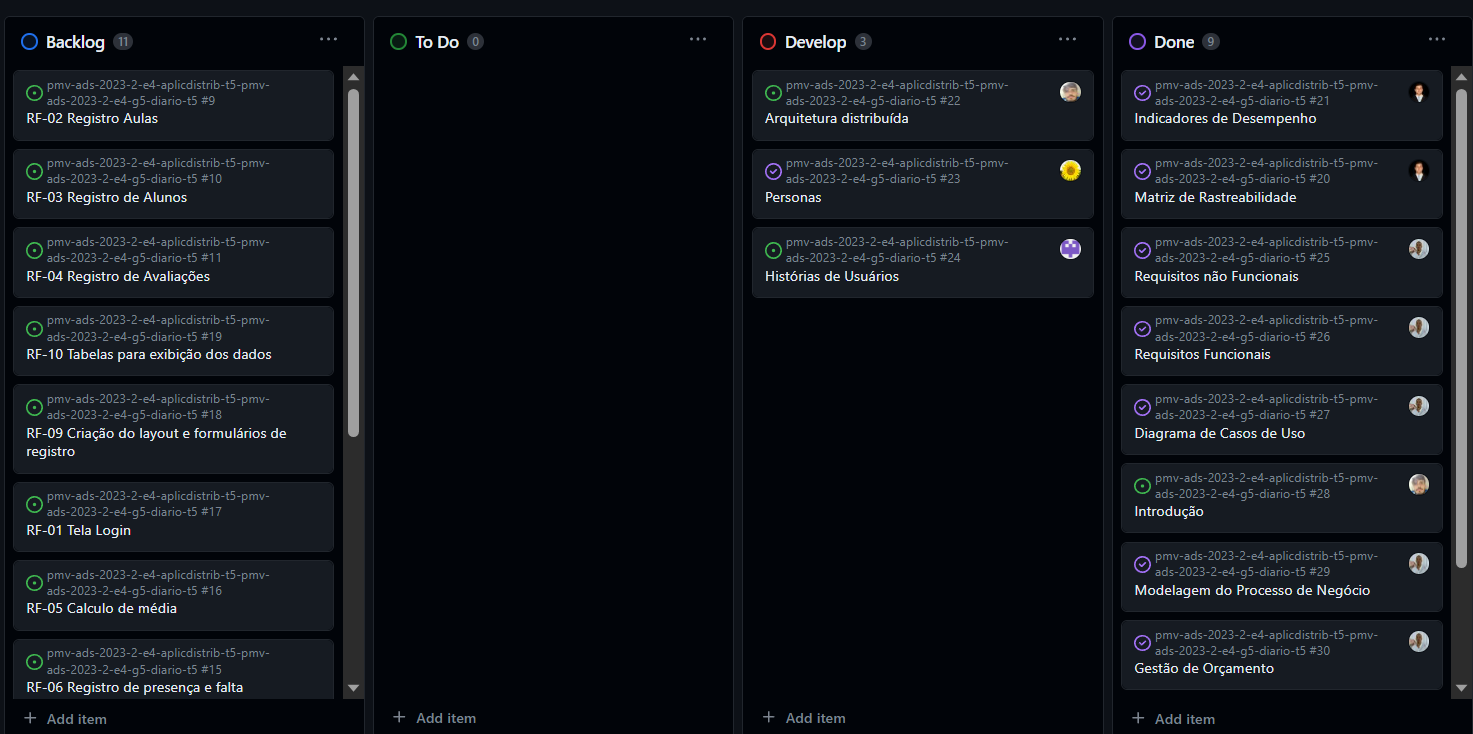 Backlog 11
pmv-ads-2023-2-e4-aplicdistrib-t5-pmv-
ads-2023-2-e4-g5-diario-t5 #9
RF-02 Registro Aulas
pmv-ads-2023-2-e4-aplicdistrib-t5-pmv-
ads-2023-2-e4-g5-diario-t5 #10
RF-03 Registro de Alunos
pmv-ads-2023-2-e4-aplicdistrib-t5-pmv-
ads-2023-2-e4-g5-diario-t5 #11
RF-04 Registro de Avaliações
pmv-ads-2023-2-e4-aplicdistrib-t5-pmv-
ads-2023-2-e4-g5-diario-t5 #19
RF-10 Tabelas para exibição dos dados
pmv-ads-2023-2-e4-aplicdistrib-t5-pmv-
ads-2023-2-e4-g5-diario-t5 #18
RF-09 Criação do layout e formulários de
registro
pmv-ads-2023-2-e4-aplicdistrib-t5-pmv-
ads-2023-2-e4-g5-diario-t5 #17
RF-01 Tela Login
pmv-ads-2023-2-e4-aplicdistrib-t5-pmv-
ads-2023-2-e4-g5-diario-t5 #16
RF-05 Calculo de média
pmv-ads-2023-2-e4-aplicdistrib-t5-pmv-
ads-2023-2-e4-g5-diario-t5 #15
RF-06 Registro de presença e falta
Add item
To Do 0
Add item
Develop 3
pmv-ads-2023-2-e4-aplicdistrib-t5-pmv-
ads-2023-2-e4-g5-diario-t5 #22
Arquitetura distribuída
pmv-ads-2023-2-e4-aplicdistrib-t5-pmv-
ads-2023-2-e4-g5-diario-t5 #23
Personas
pmv-ads-2023-2-e4-aplicdistrib-t5-pmv-
ads-2023-2-e4-g5-diario-t5 #24
Histórias de Usuários
Add item
Done 9
pmv-ads-2023-2-e4-aplicdistrib-t5-pmv-
ads-2023-2-e4-g5-diario-t5 #21
Indicadores de Desempenho
pmv-ads-2023-2-e4-aplicdistrib-t5-pmv-
ads-2023-2-e4-g5-diario-t5 #20
Matriz de Rastreabilidade
pmv-ads-2023-2-e4-aplicdistrib-t5-pmv-
ads-2023-2-e4-g5-diario-t5 #25
Requisitos não Funcionais
pmv-ads-2023-2-e4-aplicdistrib-t5-pmv-
ads-2023-2-e4-g5-diario-t5 #26
Requisitos Funcionais
pmv-ads-2023-2-e4-aplicdistrib-t5-pmv-
ads-2023-2-e4-g5-diario-t5 #27
Diagrama de Casos de Uso
pmv-ads-2023-2-e4-aplicdistrib-t5-pmv-
ads-2023-2-e4-g5-diario-t5 #28
Introdução
pmv-ads-2023-2-e4-aplicdistrib-t5-pmv-
ads-2023-2-e4-g5-diario-t5 #29
Modelagem do Processo de Negócio
pmv-ads-2023-2-e4-aplicdistrib-t5-pmv-
ads-2023-2-e4-g5-diario-t5 #30
Gestão de Orçamento
Add item